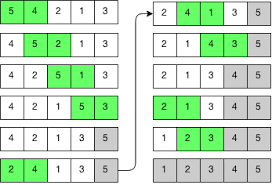 5 4 2 1 3
4 5 2 1 3
4 2 5 1 3
4 2 1 5 3
4 2 1 3 5
2 4 1 3 5
2 4 1 3 5
2 1 4 3 5
2 1 3 4 5
2 1 3 4 5
1 2 3 4 5
1 2 3 4 5